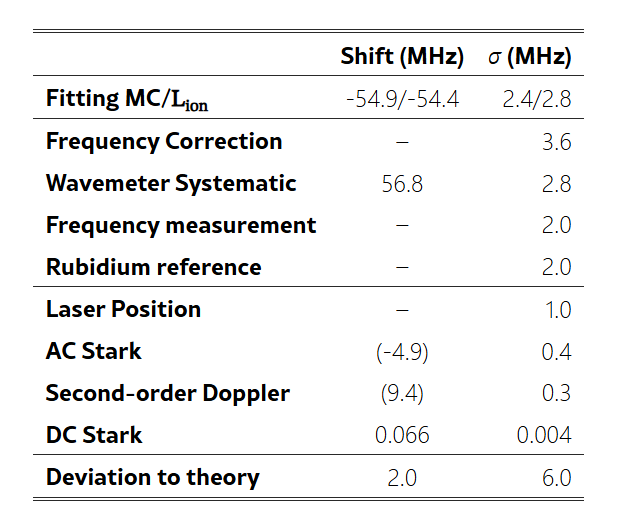 Shift (MHz) σ (MHz)
Fitting MC/Lion -54.9/-54.4 2.4/2.8
Frequency Correction – 3.6
Wavemeter Systematic 56.8 2.8
Frequency measurement – 2.0
Rubidium reference – 2.0
Laser Position – 1.0
AC Stark (-4.9) 0.4
Second-order Doppler (9.4) 0.3
DC Stark 0.066 0.004
Deviation to theory 2.0 6.0